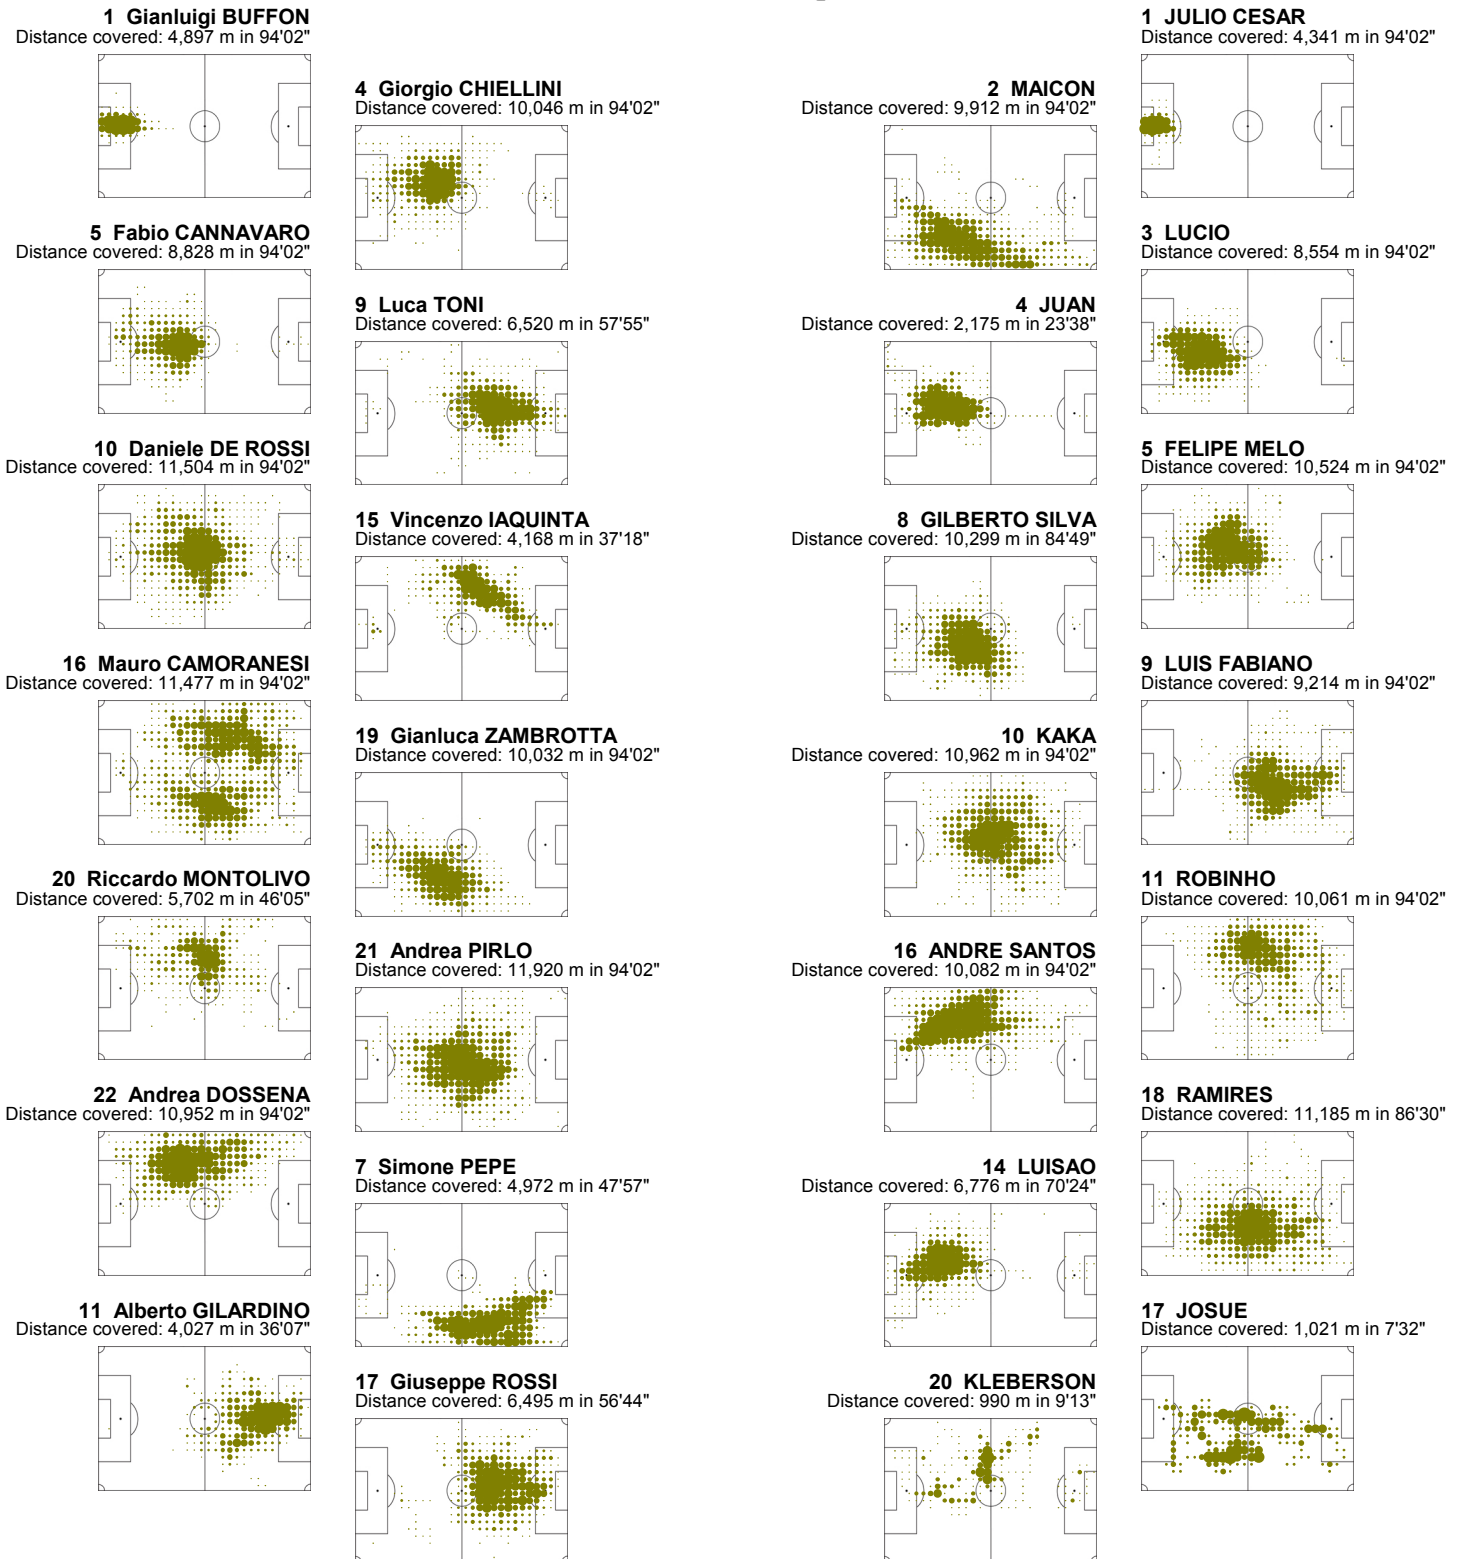 1 Gianluigi BUFFON
Distance covered: 4,897 m in 94'02"
4 Giorgio CHIELLINI
Distance covered: 10,046 m in 94'02"
5 Fabio CANNAVARO
Distance covered: 8,828 m in 94'02"
9 Luca TONI
Distance covered: 6,520 m in 57'55"
10 Daniele DE ROSSI
Distance covered: 11,504 m in 94'02"
15 Vincenzo IAQUINTA
Distance covered: 4,168 m in 37'18"
16 Mauro CAMORANESI
Distance covered: 11,477 m in 94'02"
19 Gianluca ZAMBROTTA
Distance covered: 10,032 m in 94'02"
20 Riccardo MONTOLIVO
Distance covered: 5,702 m in 46'05"
21 Andrea PIRLO
Distance covered: 11,920 m in 94'02"
22 Andrea DOSSENA
Distance covered: 10,952 m in 94'02"
7 Simone PEPE
Distance covered: 4,972 m in 47'57"
11 Alberto GILARDINO
Distance covered: 4,027 m in 36'07"
17 Giuseppe ROSSI
Distance covered: 6,495 m in 56'44"
1 JULIO CESAR
Distance covered: 4,341 m in 94'02"
2 MAICON
Distance covered: 9,912 m in 94'02"
3 LUCIO
Distance covered: 8,554 m in 94'02"
4 JUAN
Distance covered: 2,175 m in 23'38"
5 FELIPE MELO
Distance covered: 10,524 m in 94'02"
8 GILBERTO SILVA
Distance covered: 10,299 m in 84'49"
9 LUIS FABIANO
Distance covered: 9,214 m in 94'02"
10 KAKA
Distance covered: 10,962 m in 94'02"
11 ROBINHO
Distance covered: 10,061 m in 94'02"
16 ANDRE SANTOS
Distance covered: 10,082 m in 94'02"
18 RAMIRES
Distance covered: 11,185 m in 86'30"
14 LUISAO
Distance covered: 6,776 m in 70'24"
17 JOSUE
Distance covered: 1,021 m in 7'32"
20 KLEBERSON
Distance covered: 990 m in 9'13"